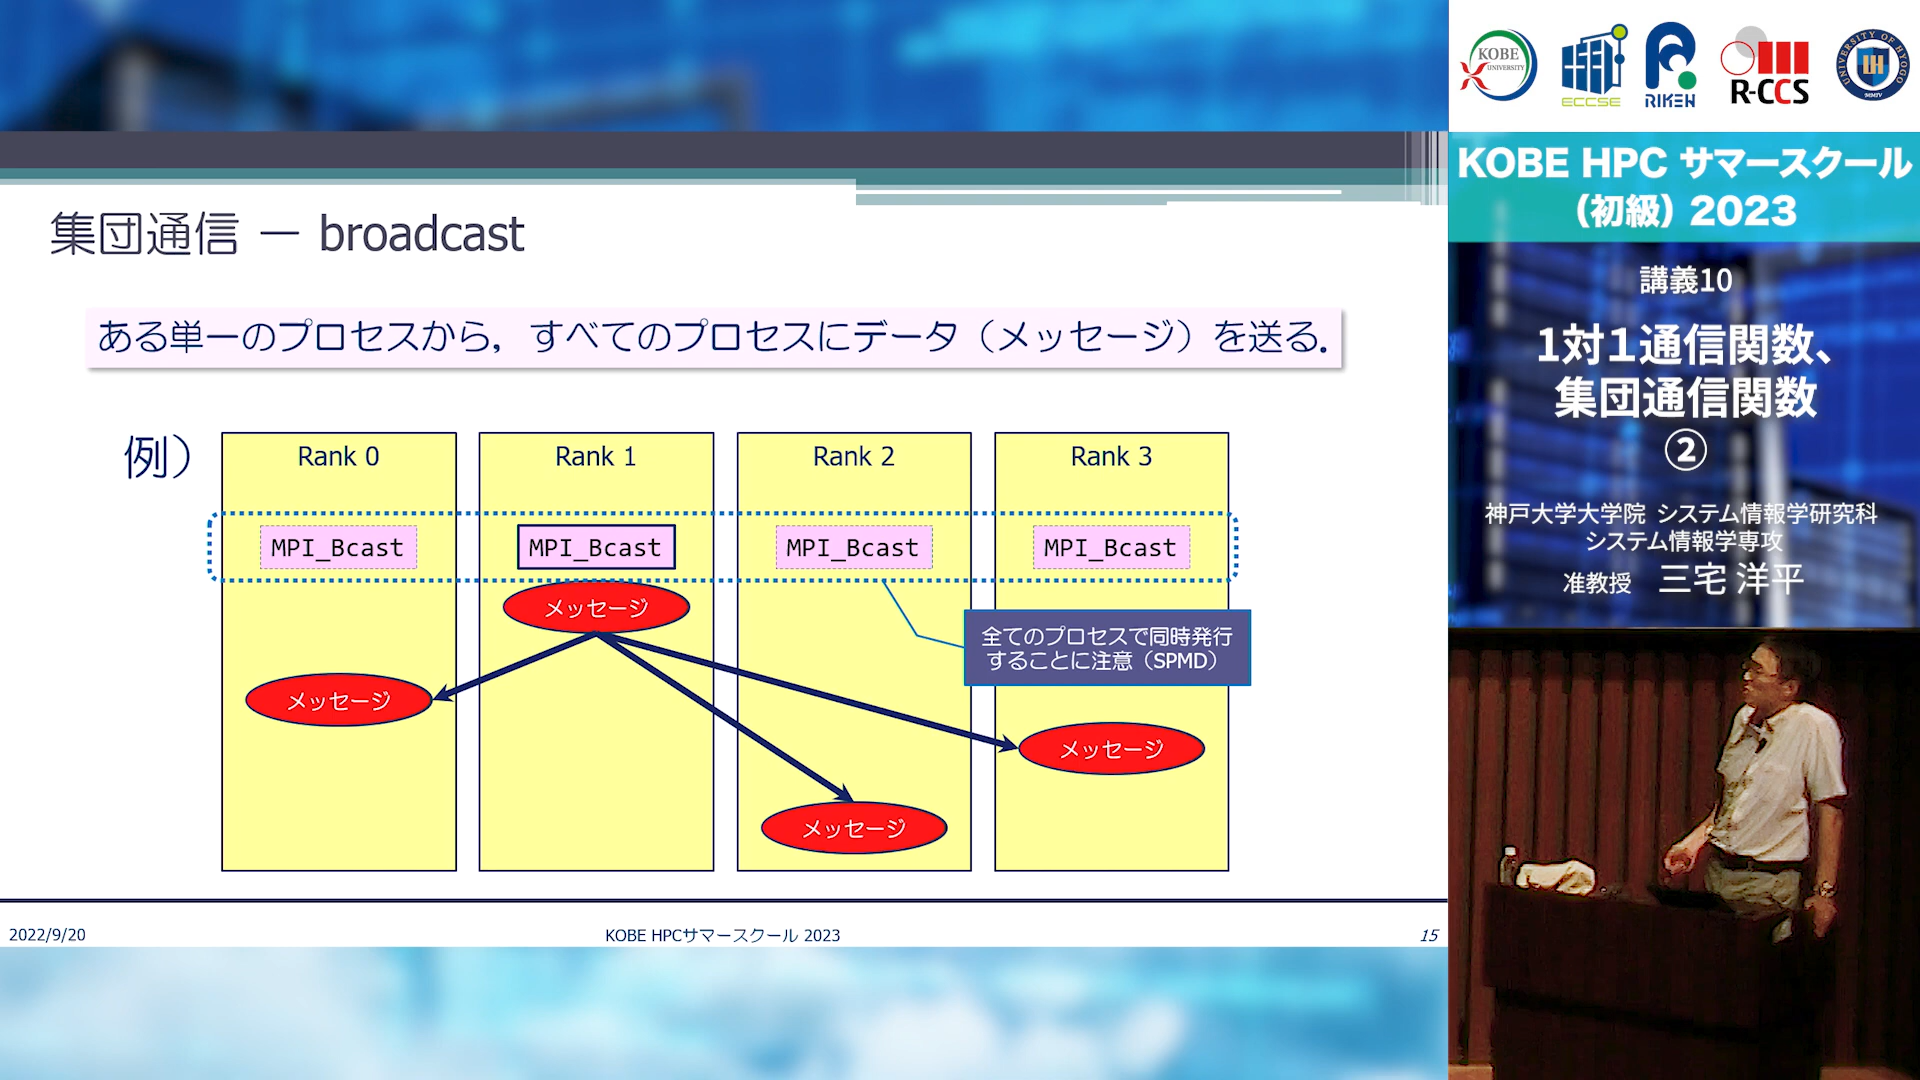 集団通信 － broadcast
ある単一のプロセスから，すべてのプロセスにデータ（メッセージ）を送る．
例）
Rank 0
Rank 1
Rank 2
Rank 3
MPI_Bcast
MPI_Bcast
MPI_Bcast
MPI_Bcast
メッセージ
全てのプロセスで同時発行
することに注意（SPMD）
メッセージ
メッセージ
メッセージ
2022/9/20
KOBE HPCサマースクール 2023
15
KOBE
UNIVERSITY
ECCSE
RIKEN
R-CCS
UNIVERSITY OF HYOGO
KOBE HPC サマースクール
（初級）2023
講義10
1対１通信関数、
集団通信関数
②
神戸大学大学院 システム情報学研究科
システム情報学専攻
准教授 三宅 洋平